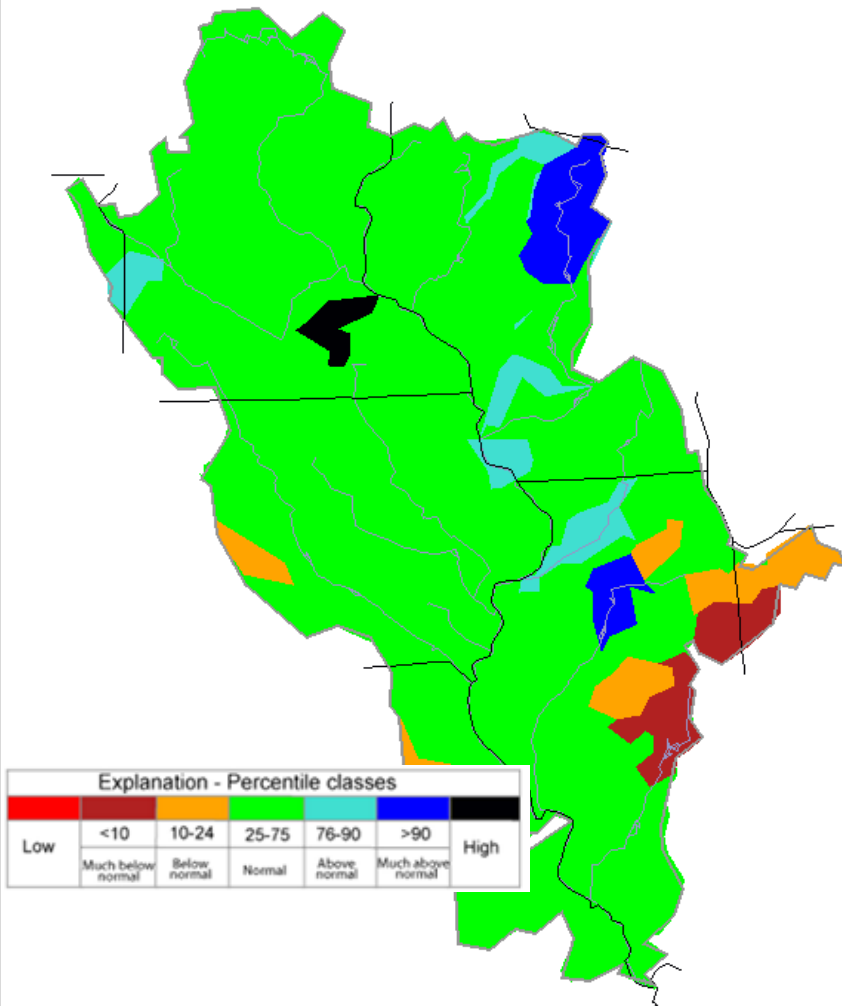 Explanation - Percentile classes
Low <10 10-24 25-75 76-90 >90 High
Much below normal Below normal Normal Above normal Much above normal